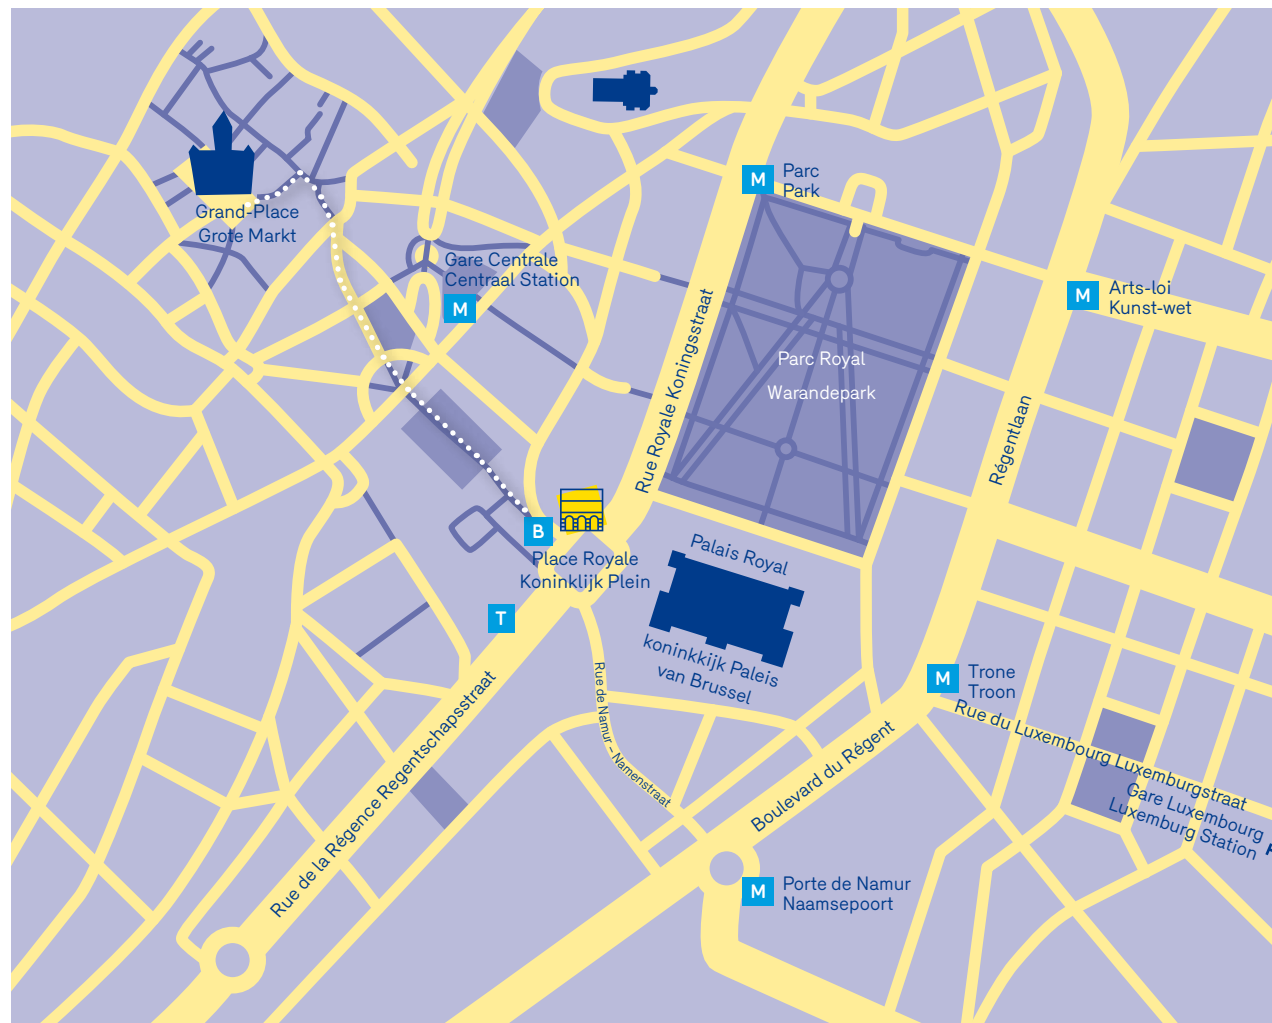 M
Parc
Park
Grand-Place
Grote Markt
Gare Centrale
Centraal Station
M
M
Arts-loi
Kunst-wet
Rue Royale Koningsstraat
Parc Royal
Warandepark
Régentlaan
B
Place Royale
Koninklijk Plein
Palais Royal
T
koninkkijk Paleis
van Brussel
M
Trone
Troon
Rue de Namur – Namenstraat
Rue de la Régence Regentschapsstraat
Boulevard du Régent
Rue du Luxembourg Luxemburgstraat
Gare Luxembourg
Luxemburg Station
M
Porte de Namur
Naamsepoort